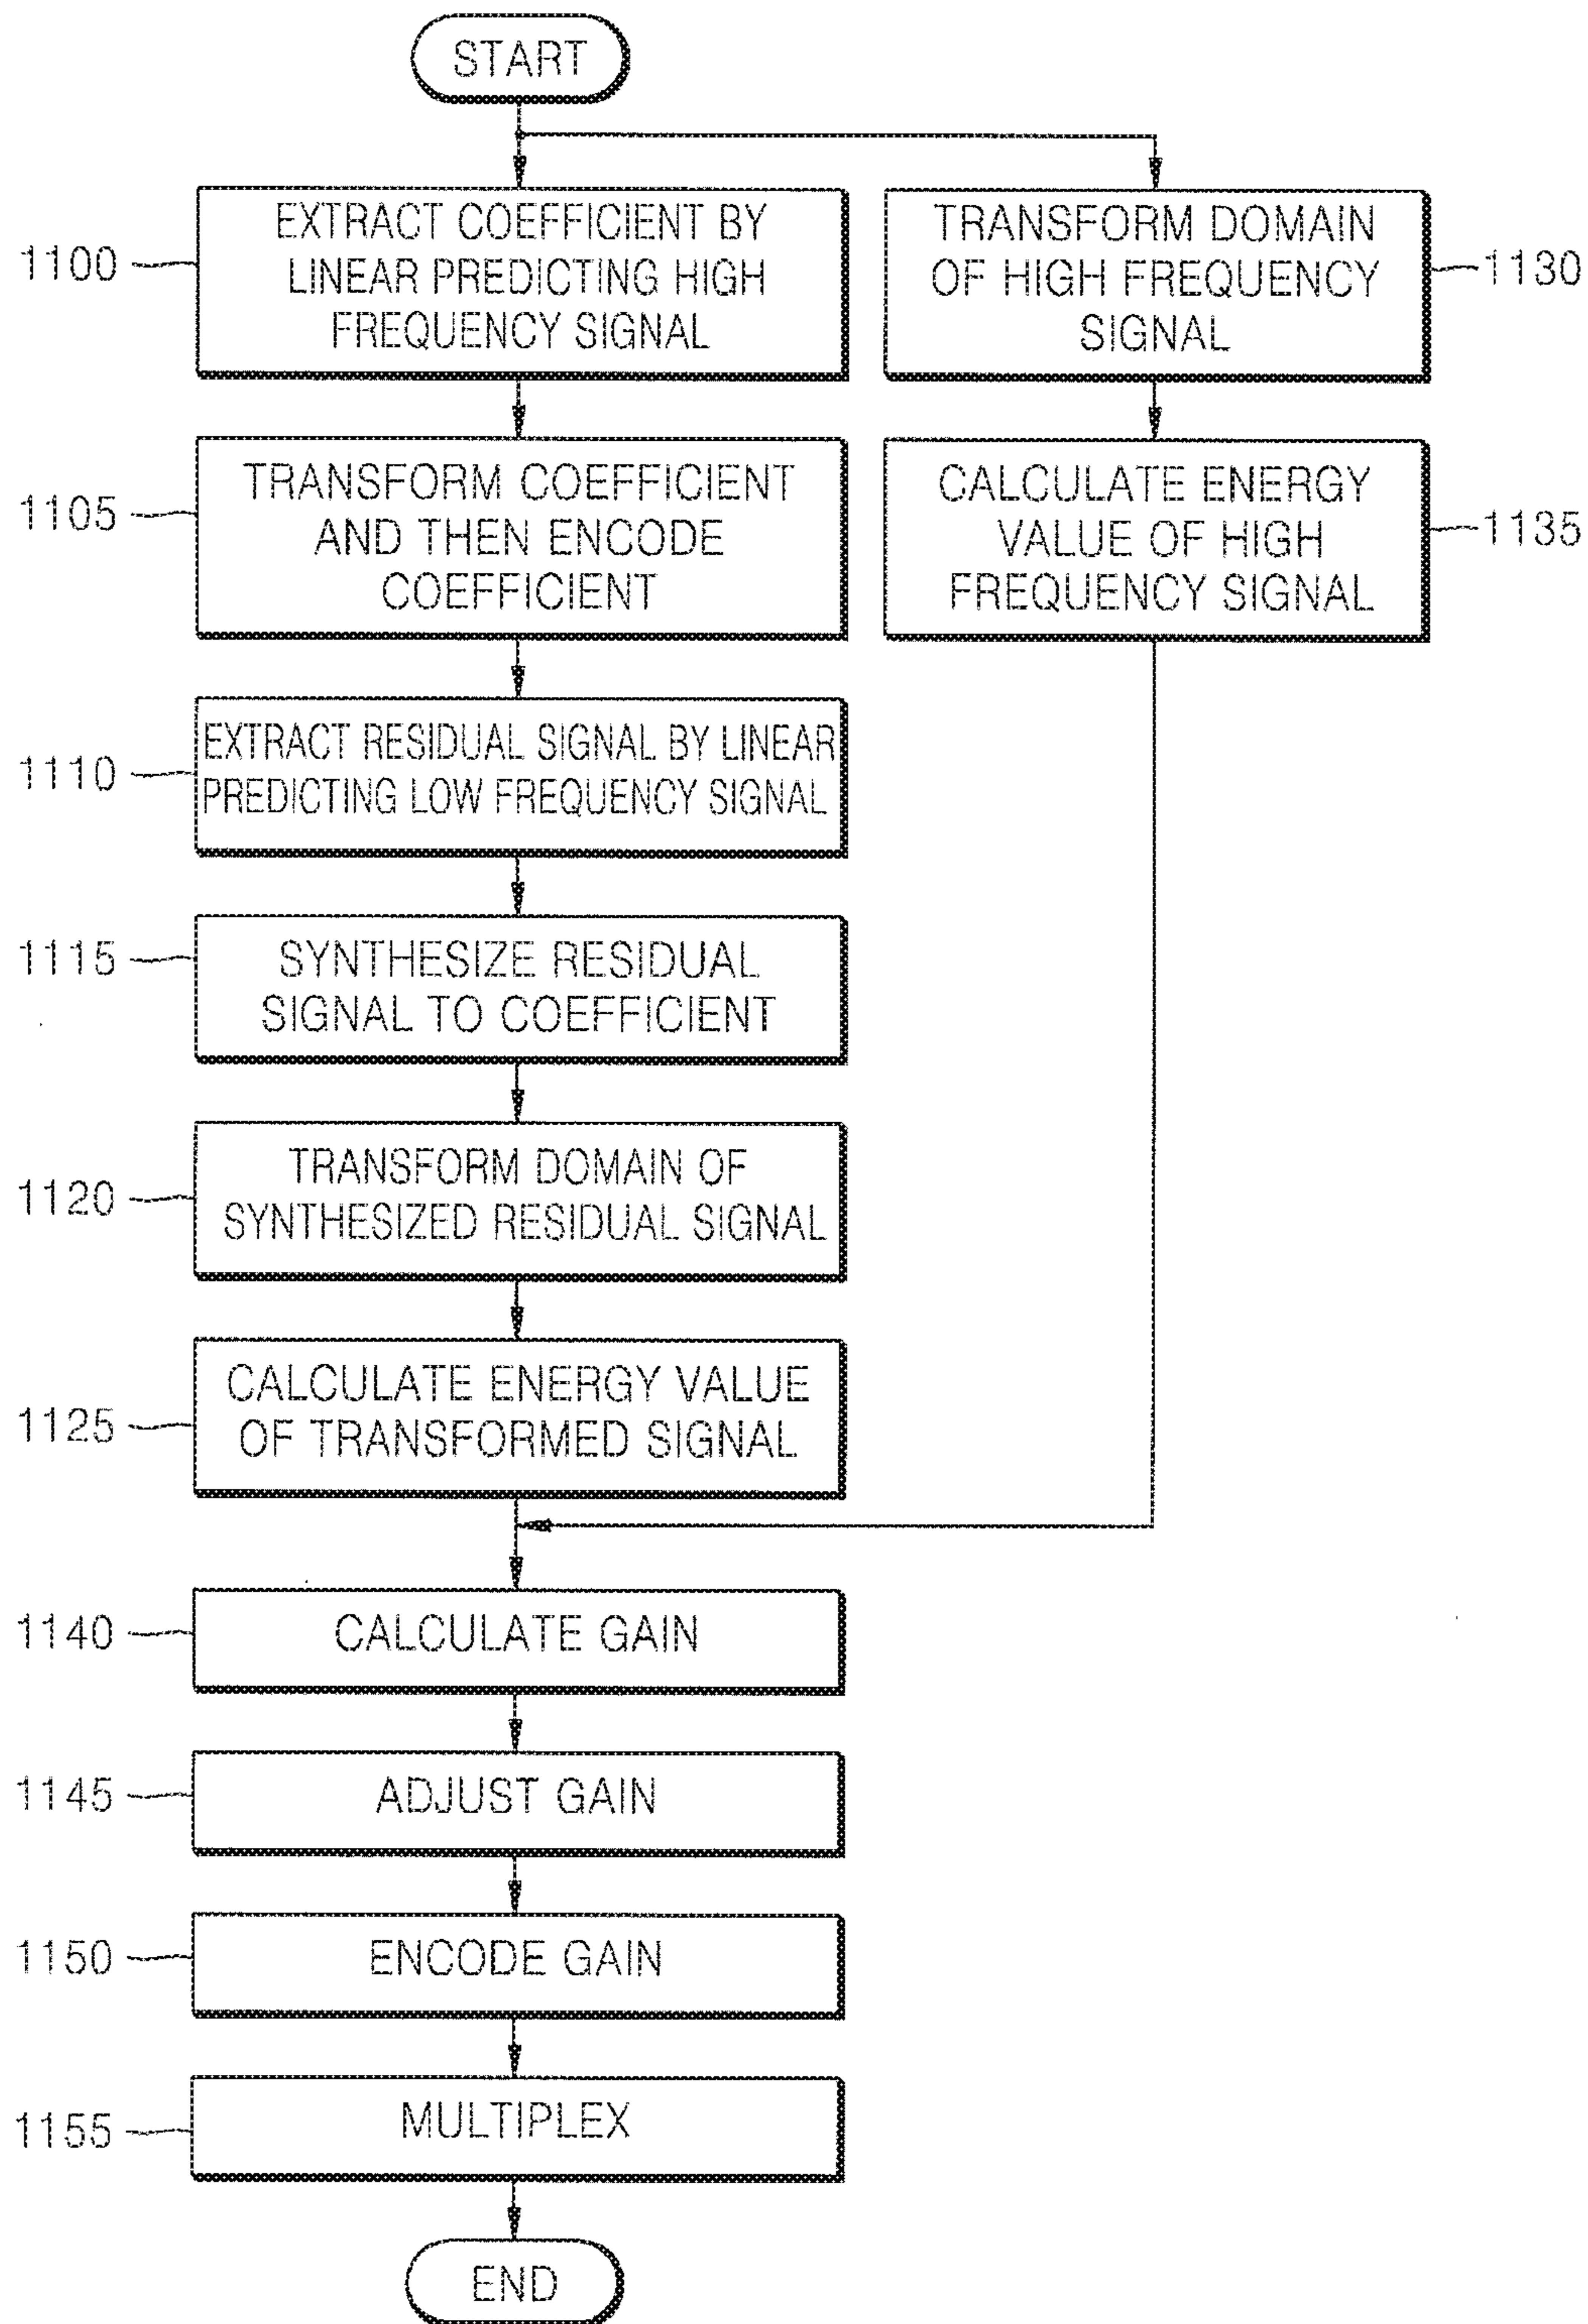 START
1100
EXTRACT COEFFICIENT BY
LINEAR PREDICTING HIGH
FREQUENCY SIGNAL
TRANSFORM DOMAIN
OF HIGH FREQUENCY
SIGNAL
1130
1105
TRANSFORM COEFFICIENT
AND THEN ENCODE
COEFFICIENT
CALCULATE ENERGY
VALUE OF HIGH
FREQUENCY SIGNAL
1135
1110
EXTRACT RESIDUAL SIGNAL BY LINEAR
PREDICTING LOW FREQUENCY SIGNAL
1115
SYNTHESIZE RESIDUAL
SIGNAL TO COEFFICIENT
1120
TRANSFORM DOMAIN OF
SYNTHESIZED RESIDUAL SIGNAL
1125
CALCULATE ENERGY VALUE
OF TRANSFORMED SIGNAL
1140
CALCULATE GAIN
1145
ADJUST GAIN
1150
ENCODE GAIN
1155
MULTIPLEX
END